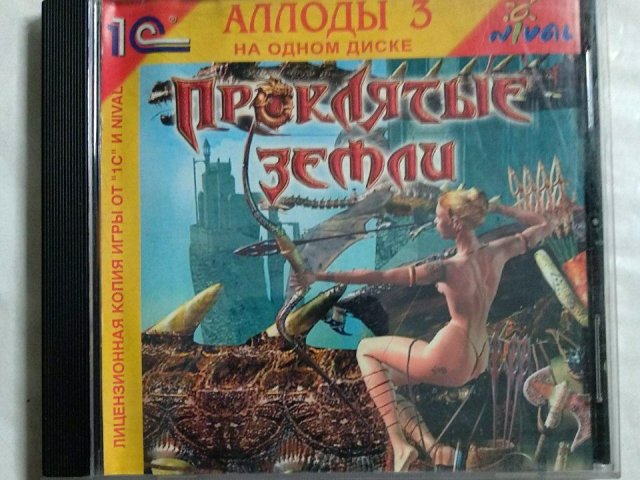 1С
АЛЛОДЫ 3
НА ОДНОМ ДИСКЕ
NIVAL
ПРОКЛЯТЫЕ
ЗЕМЛИ
ЛИЦЕНЗИОННАЯ КОПИЯ ИГРЫ ОТ "1С" И NIVAL